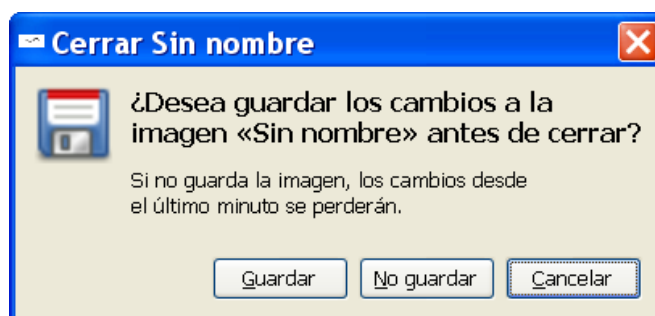 Cerrar Sin nombre
¿Desea guardar los cambios a la
imagen «Sin nombre» antes de cerrar?
Si no guarda la imagen, los cambios desde
el último minuto se perderán.
Guardar No guardar Cancelar